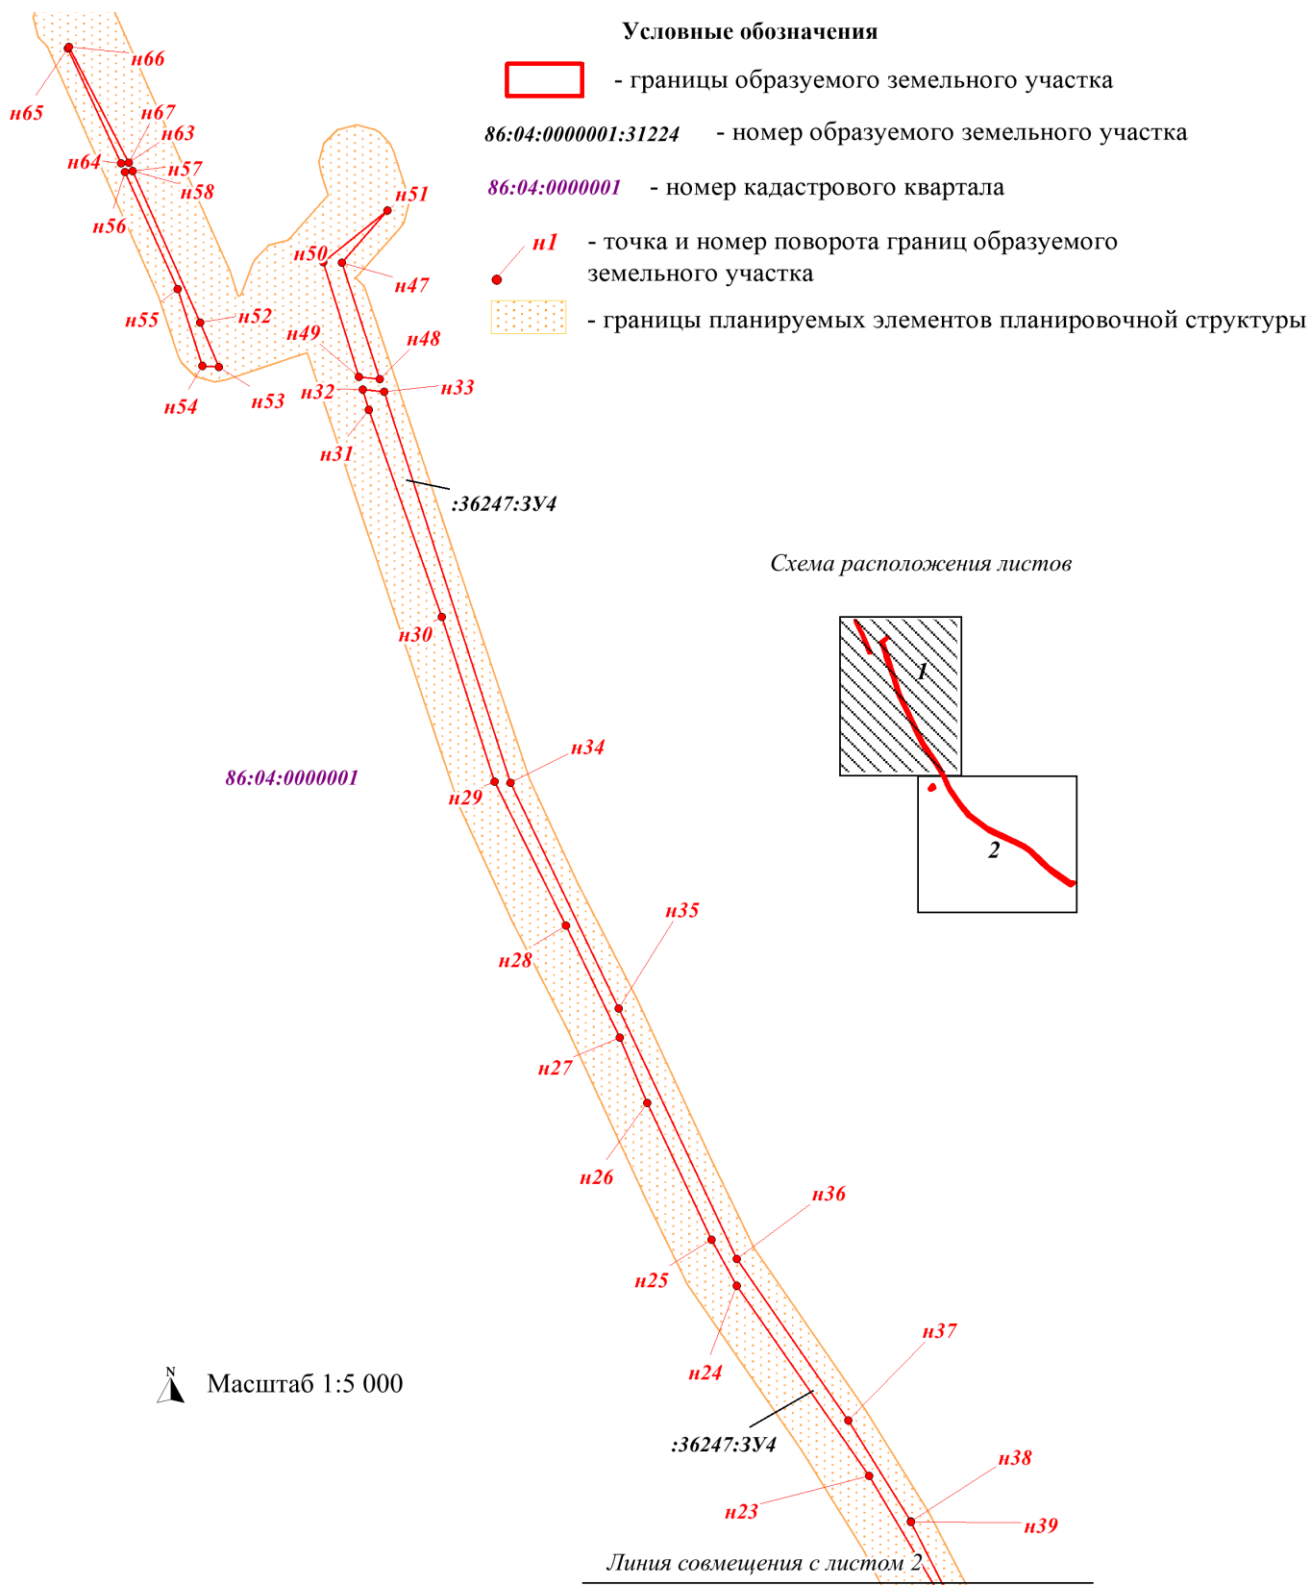 Условные обозначения
- границы образуемого земельного участка
86:04:0000001:31224 - номер образуемого земельного участка
86:04:0000001 - номер кадастрового квартала
н1 - точка и номер поворота границ образуемого
земельного участка
- границы планируемых элементов планировочной структуры
н66
н65
н67
н63
н64
н57
н58
н56
н51
н50
н47
н55
н52
н49
н48
н54
н53
н32
н33
н31
:36247:ЗУ4
Схема расположения листов
н30
1
н34
86:04:0000001
н29
2
н35
н28
н27
н26
н36
н25
н37
н24
N
Масштаб 1:5 000
:36247:ЗУ4
н38
н23
н39
Линия совмещения с листом 2